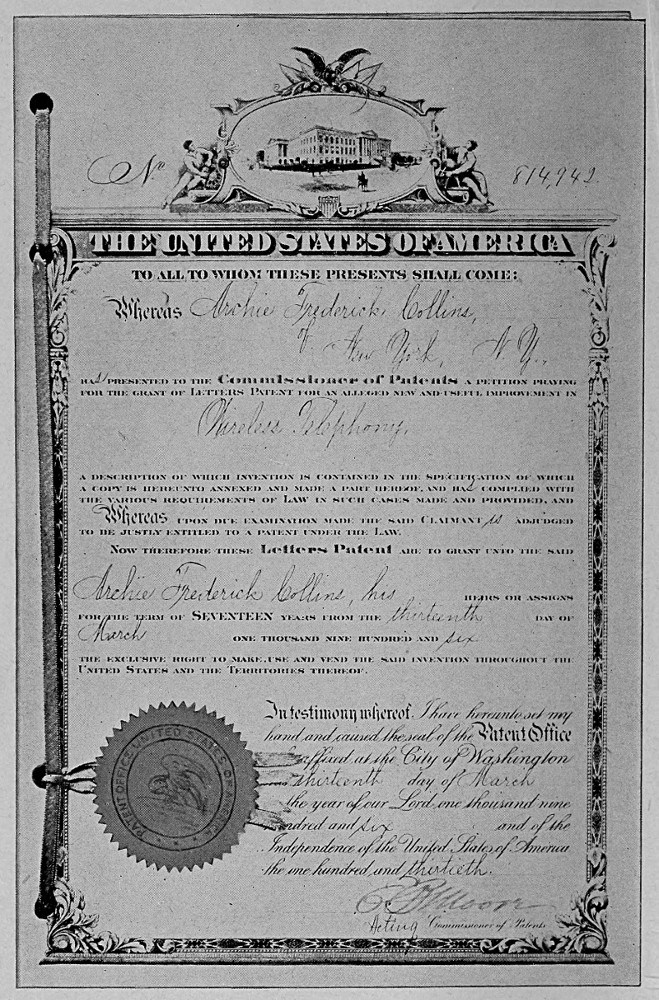 No. 814,942.
THE UNITED STATES OF AMERICA
TO ALL TO WHOM THESE PRESENTS SHALL COME:
Whereas Archie Frederick Collins,
of New York, N. Y.,
HAS PRESENTED TO THE Commissioner of Patents A PETITION PRAYING
FOR THE GRANT OF LETTERS PATENT FOR AN ALLEGED NEW AND USEFUL IMPROVEMENT IN
Wireless Telephony,
A DESCRIPTION OF WHICH INVENTION IS CONTAINED IN THE SPECIFICATION OF WHICH
A COPY IS HEREUNTO ANNEXED AND MADE A PART HEREOF, AND HAS COMPLIED WITH
THE VARIOUS REQUIREMENTS OF LAW IN SUCH CASES MADE AND PROVIDED, AND
Whereas UPON DUE EXAMINATION MADE THE SAID CLAIMANT is ADJUDGED
TO BE JUSTLY ENTITLED TO A PATENT UNDER THE LAW.
NOW THEREFORE THESE Letters Patent ARE TO GRANT UNTO THE SAID
Archie Frederick Collins, his HEIRS OR ASSIGNS
FOR THE TERM OF SEVENTEEN YEARS FROM THE thirteenth DAY OF
March ONE THOUSAND NINE HUNDRED AND six
THE EXCLUSIVE RIGHT TO MAKE, USE AND VEND THE SAID INVENTION THROUGHOUT THE
UNITED STATES AND THE TERRITORIES THEREOF.
In testimony whereof I have hereunto set my
hand and caused the seal of the Patent Office
affixed at the City of Washington
thirteenth day of March
the year of our Lord one thousand nine
hundred and six and of the
Independence of the United States of America
the one hundred and thirtieth.
PATENT OFFICE UNITED STATES OF AMERICA
Moore
Acting Commissioner of Patents